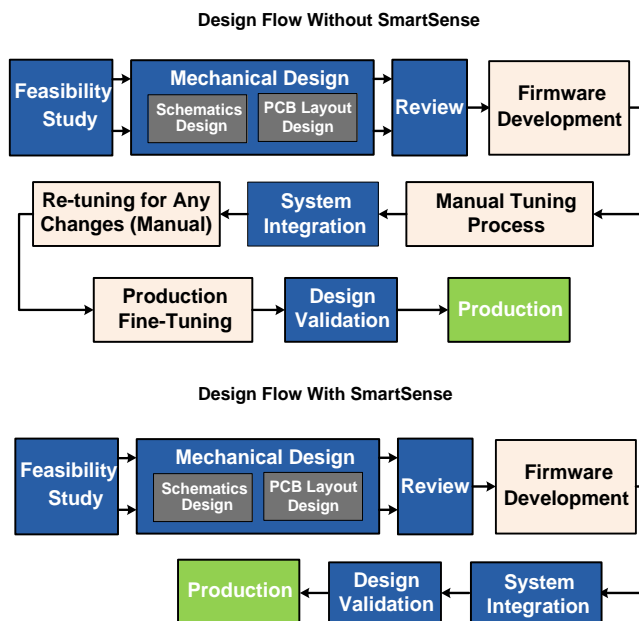 Design Flow Without SmartSense
Feasibility
Study
Mechanical Design
Schematics
Design
PCB Layout
Design
Review
Firmware
Development
Re-tuning for Any
Changes (Manual)
System
Integration
Manual Tuning
Process
Production
Fine-Tuning
Design
Validation
Production
Design Flow With SmartSense
Feasibility
Study
Mechanical Design
Schematics
Design
PCB Layout
Design
Review
Firmware
Development
Production
Design
Validation
System
Integration